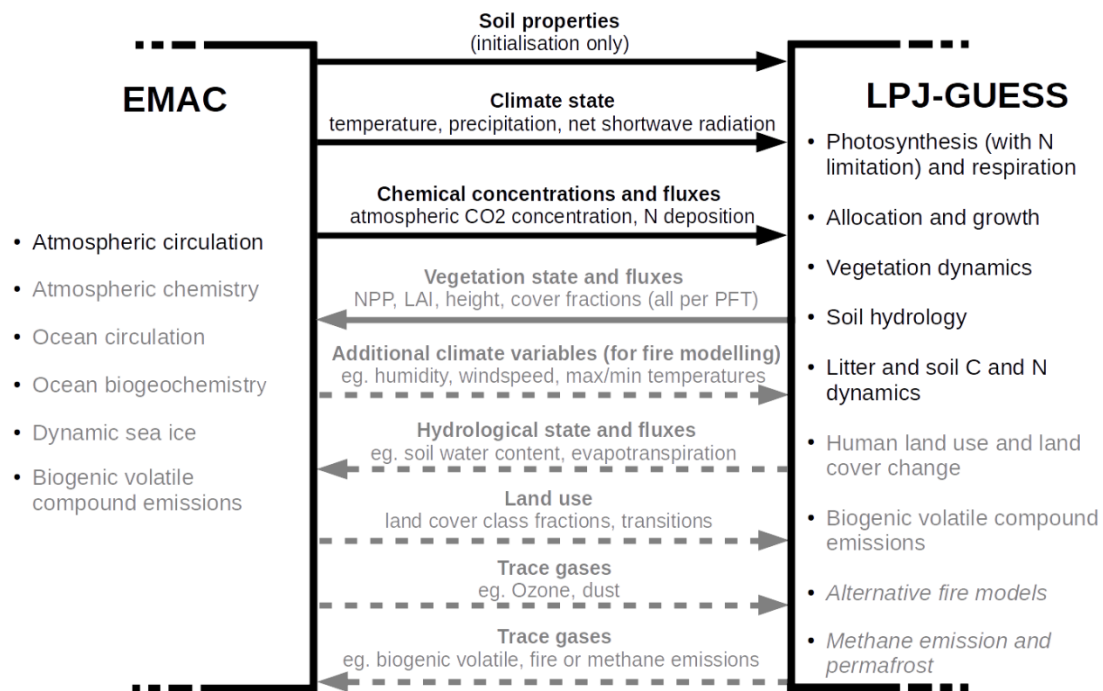 Soil properties
(initialisation only)
EMAC
LPJ-GUESS
Climate state
temperature, precipitation, net shortwave radiation
Chemical concentrations and fluxes
atmospheric CO2 concentration, N deposition
Vegetation state and fluxes
NPP, LAI, height, cover fractions (all per PFT)
Additional climate variables (for fire modelling)
eg. humidity, windspeed, max/min temperatures
Hydrological state and fluxes
eg. soil water content, evapotranspiration
Land use
land cover class fractions, transitions
Trace gases
eg. Ozone, dust
Trace gases
eg. biogenic volatile, fire or methane emissions
• Atmospheric circulation
• Atmospheric chemistry
• Ocean circulation
• Ocean biogeochemistry
• Dynamic sea ice
• Biogenic volatile
compound emissions
• Photosynthesis (with N
limitation) and respiration
• Allocation and growth
• Vegetation dynamics
• Soil hydrology
• Litter and soil C and N
dynamics
• Human land use and land
cover change
• Biogenic volatile compound
emissions
• Alternative fire models
• Methane emission and
permafrost